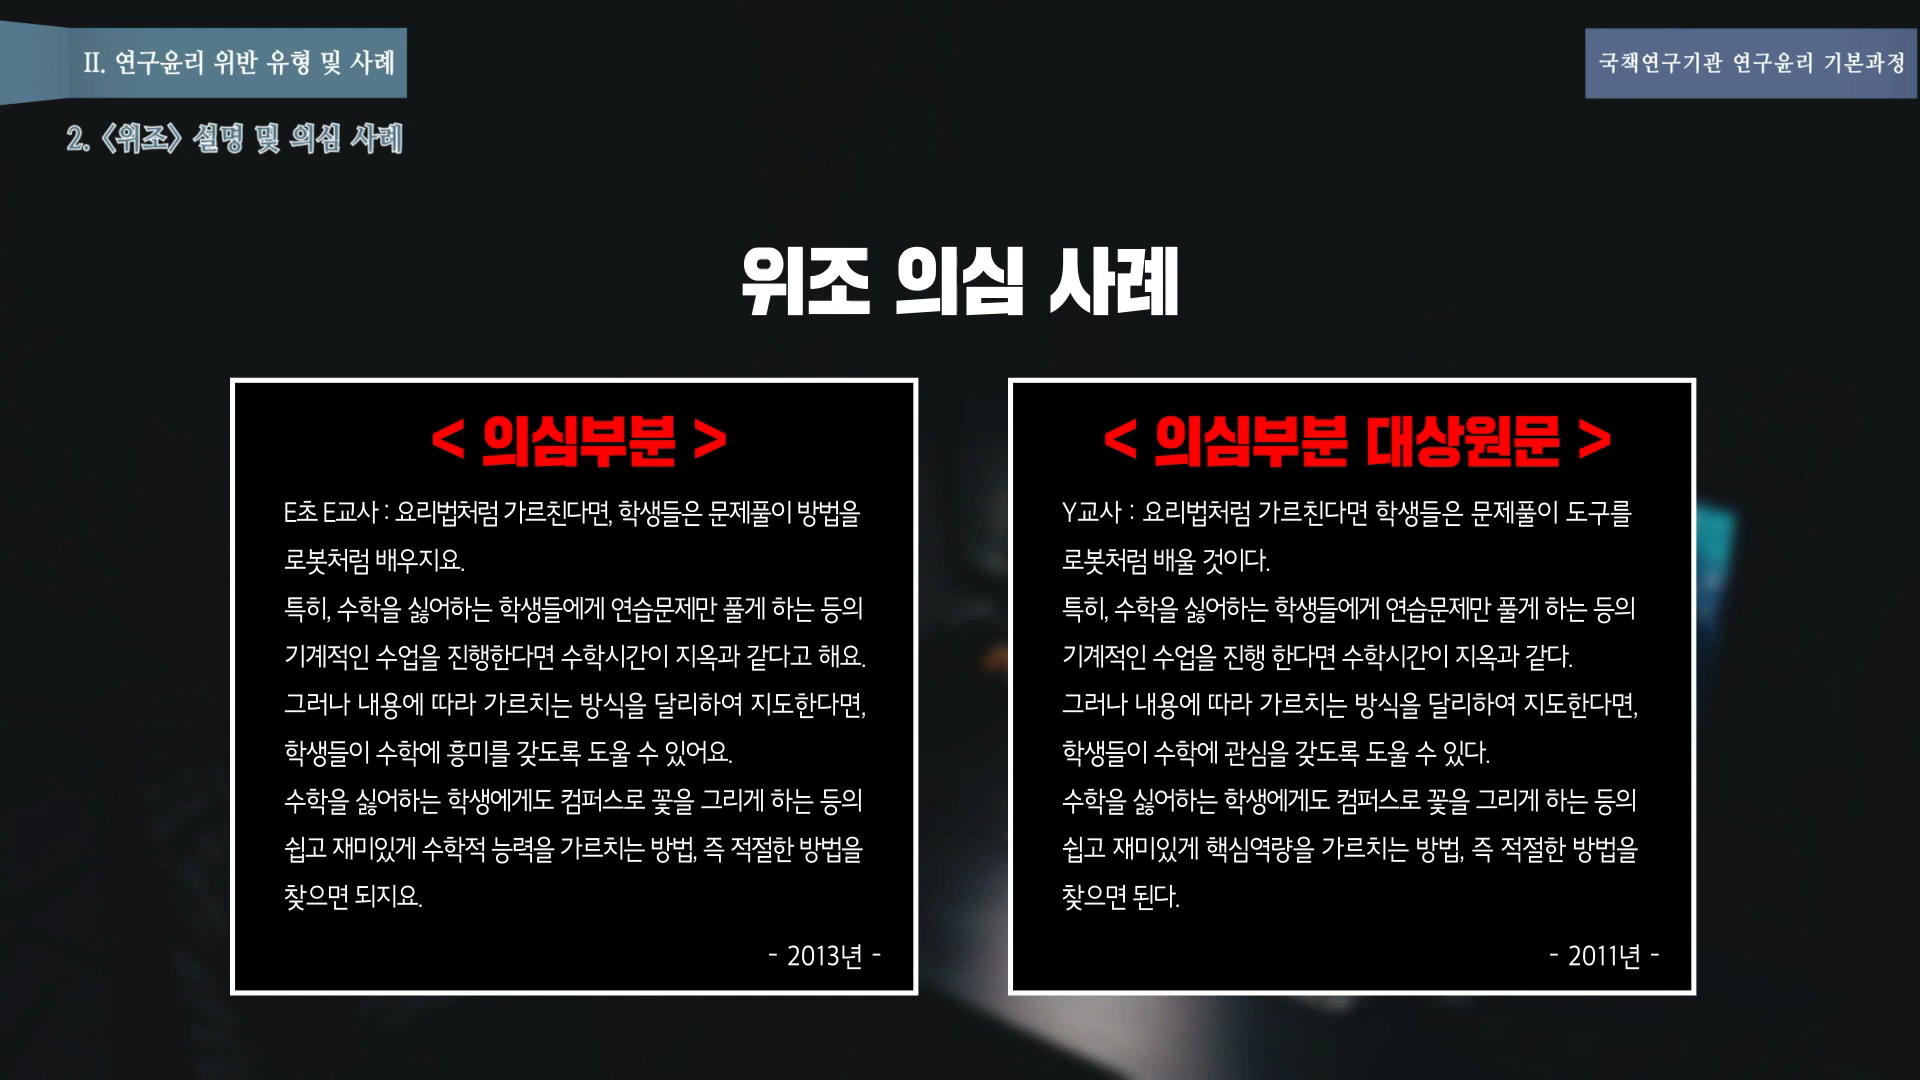 II. 연구윤리 위반 유형 및 사례
국책연구기관 연구윤리 기본과정
2. 〈위조〉 설명 및 의심 사례
위조 의심 사례
< 의심부분 >
E초 E교사 : 요리법처럼 가르친다면, 학생들은 문제풀이 방법을
로봇처럼 배우지요.
특히, 수학을 싫어하는 학생들에게 연습문제만 풀게 하는 등의
기계적인 수업을 진행한다면 수학시간이 지옥과 같다고 해요.
그러나 내용에 따라 가르치는 방식을 달리하여 지도한다면,
학생들이 수학에 흥미를 갖도록 도울 수 있어요.
수학을 싫어하는 학생에게도 컴퍼스로 꽃을 그리게 하는 등의
쉽고 재미있게 수학적 능력을 가르치는 방법, 즉 적절한 방법을
찾으면 되지요.
- 2013년 -
< 의심부분 대상원문 >
Y교사 : 요리법처럼 가르친다면 학생들은 문제풀이 도구를
로봇처럼 배울 것이다.
특히, 수학을 싫어하는 학생들에게 연습문제만 풀게 하는 등의
기계적인 수업을 진행 한다면 수학시간이 지옥과 같다.
그러나 내용에 따라 가르치는 방식을 달리하여 지도한다면,
학생들이 수학에 관심을 갖도록 도울 수 있다.
수학을 싫어하는 학생에게도 컴퍼스로 꽃을 그리게 하는 등의
쉽고 재미있게 핵심역량을 가르치는 방법, 즉 적절한 방법을
찾으면 된다.
- 2011년 -